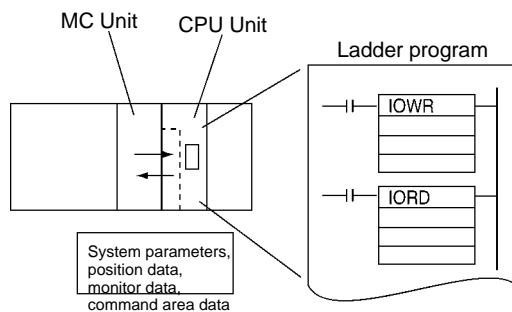 MC Unit
CPU Unit
Ladder program
IOWR
IORD
System parameters,
position data,
monitor data,
command area data